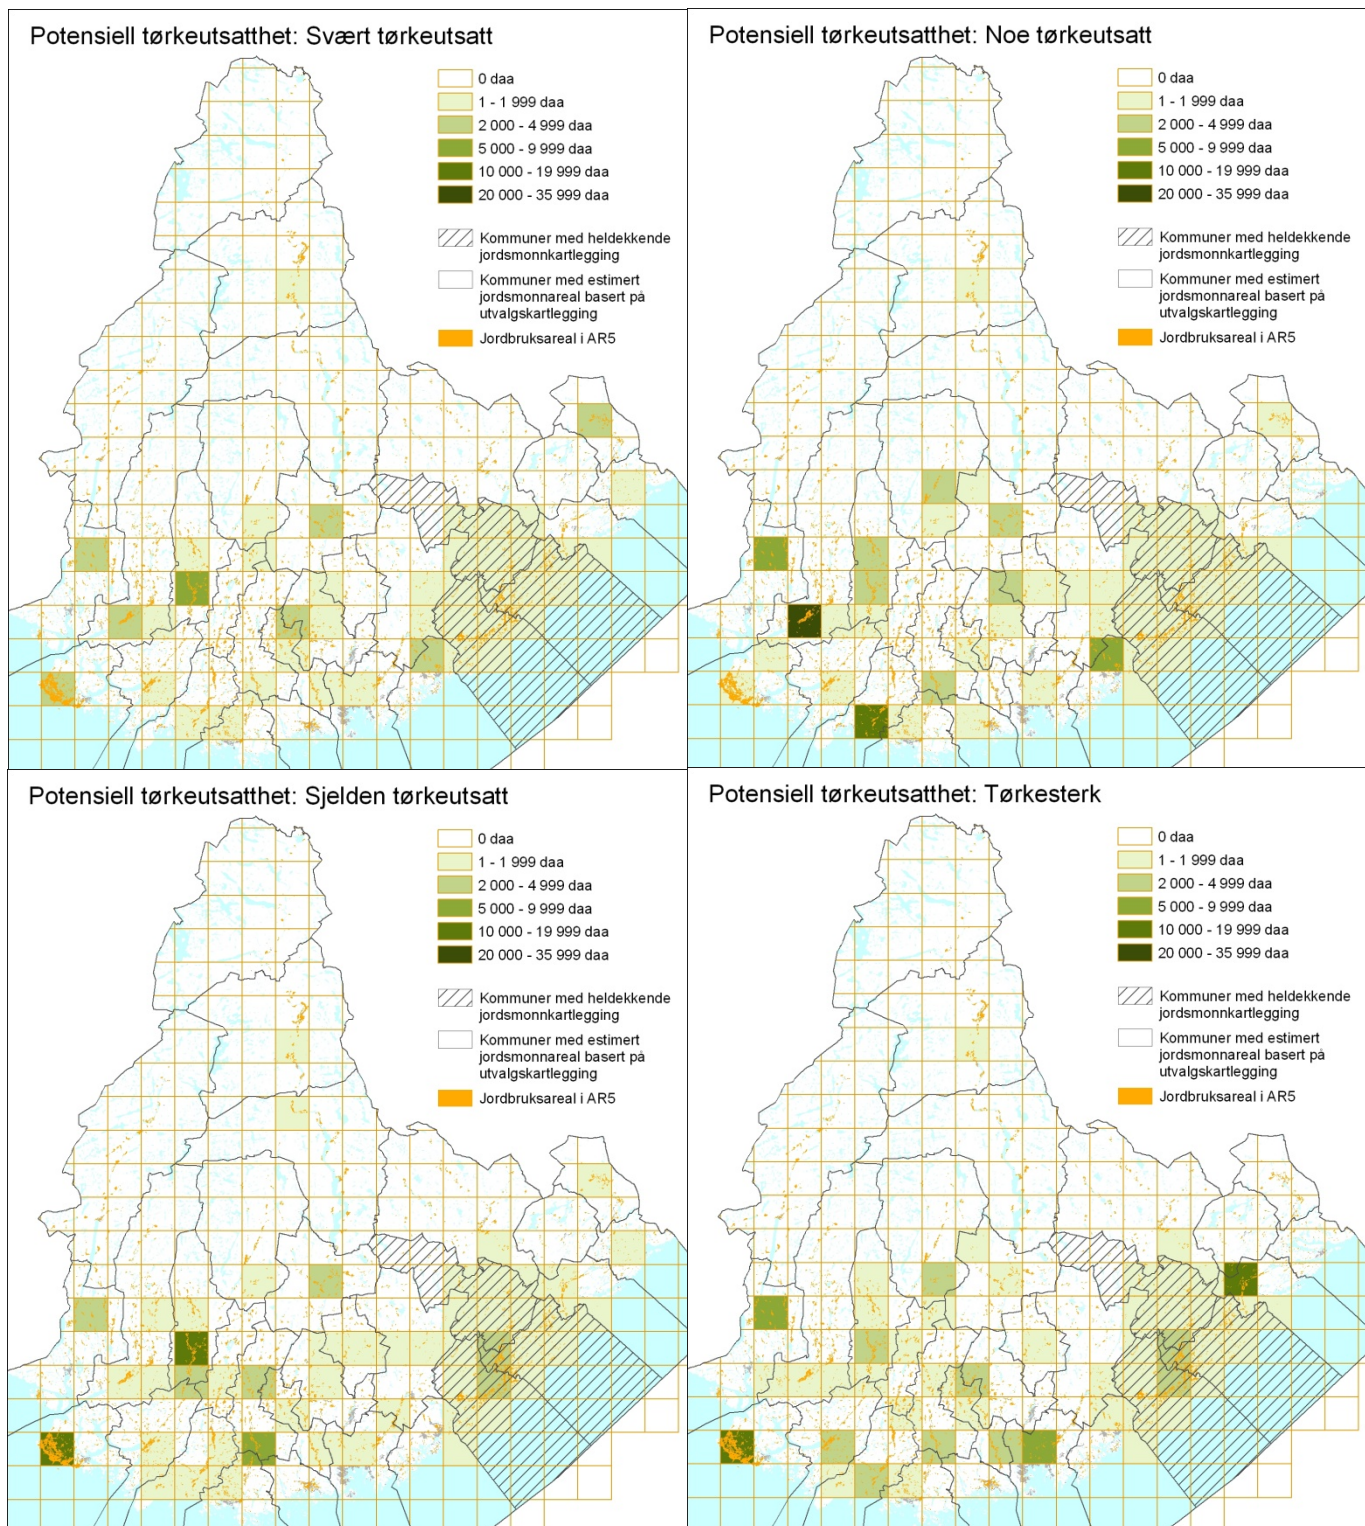 Potensiell tørkeutsatthet: Svært tørkeutsatt
0 daa
1 - 1 999 daa
2 000 - 4 999 daa
5 000 - 9 999 daa
10 000 - 19 999 daa
20 000 - 35 999 daa
Kommuner med heldekkende
jordsmonnkartlegging
Kommuner med estimert
jordsmonnareal basert på
utvalgskartlegging
Jordbruksareal i AR5
Potensiell tørkeutsatthet: Noe tørkeutsatt
0 daa
1 - 1 999 daa
2 000 - 4 999 daa
5 000 - 9 999 daa
10 000 - 19 999 daa
20 000 - 35 999 daa
Kommuner med heldekkende
jordsmonnkartlegging
Kommuner med estimert
jordsmonnareal basert på
utvalgskartlegging
Jordbruksareal i AR5
Potensiell tørkeutsatthet: Sjelden tørkeutsatt
0 daa
1 - 1 999 daa
2 000 - 4 999 daa
5 000 - 9 999 daa
10 000 - 19 999 daa
20 000 - 35 999 daa
Kommuner med heldekkende
jordsmonnkartlegging
Kommuner med estimert
jordsmonnareal basert på
utvalgskartlegging
Jordbruksareal i AR5
Potensiell tørkeutsatthet: Tørkesterk
0 daa
1 - 1 999 daa
2 000 - 4 999 daa
5 000 - 9 999 daa
10 000 - 19 999 daa
20 000 - 35 999 daa
Kommuner med heldekkende
jordsmonnkartlegging
Kommuner med estimert
jordsmonnareal basert på
utvalgskartlegging
Jordbruksareal i AR5